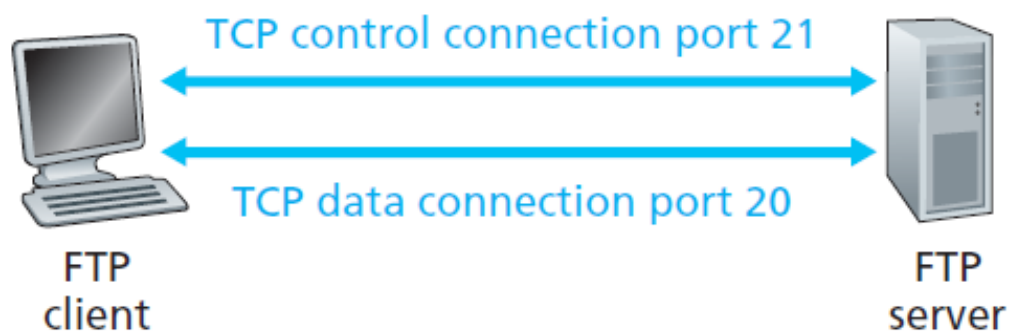 TCP control connection port 21
TCP data connection port 20
FTP
client
FTP
server